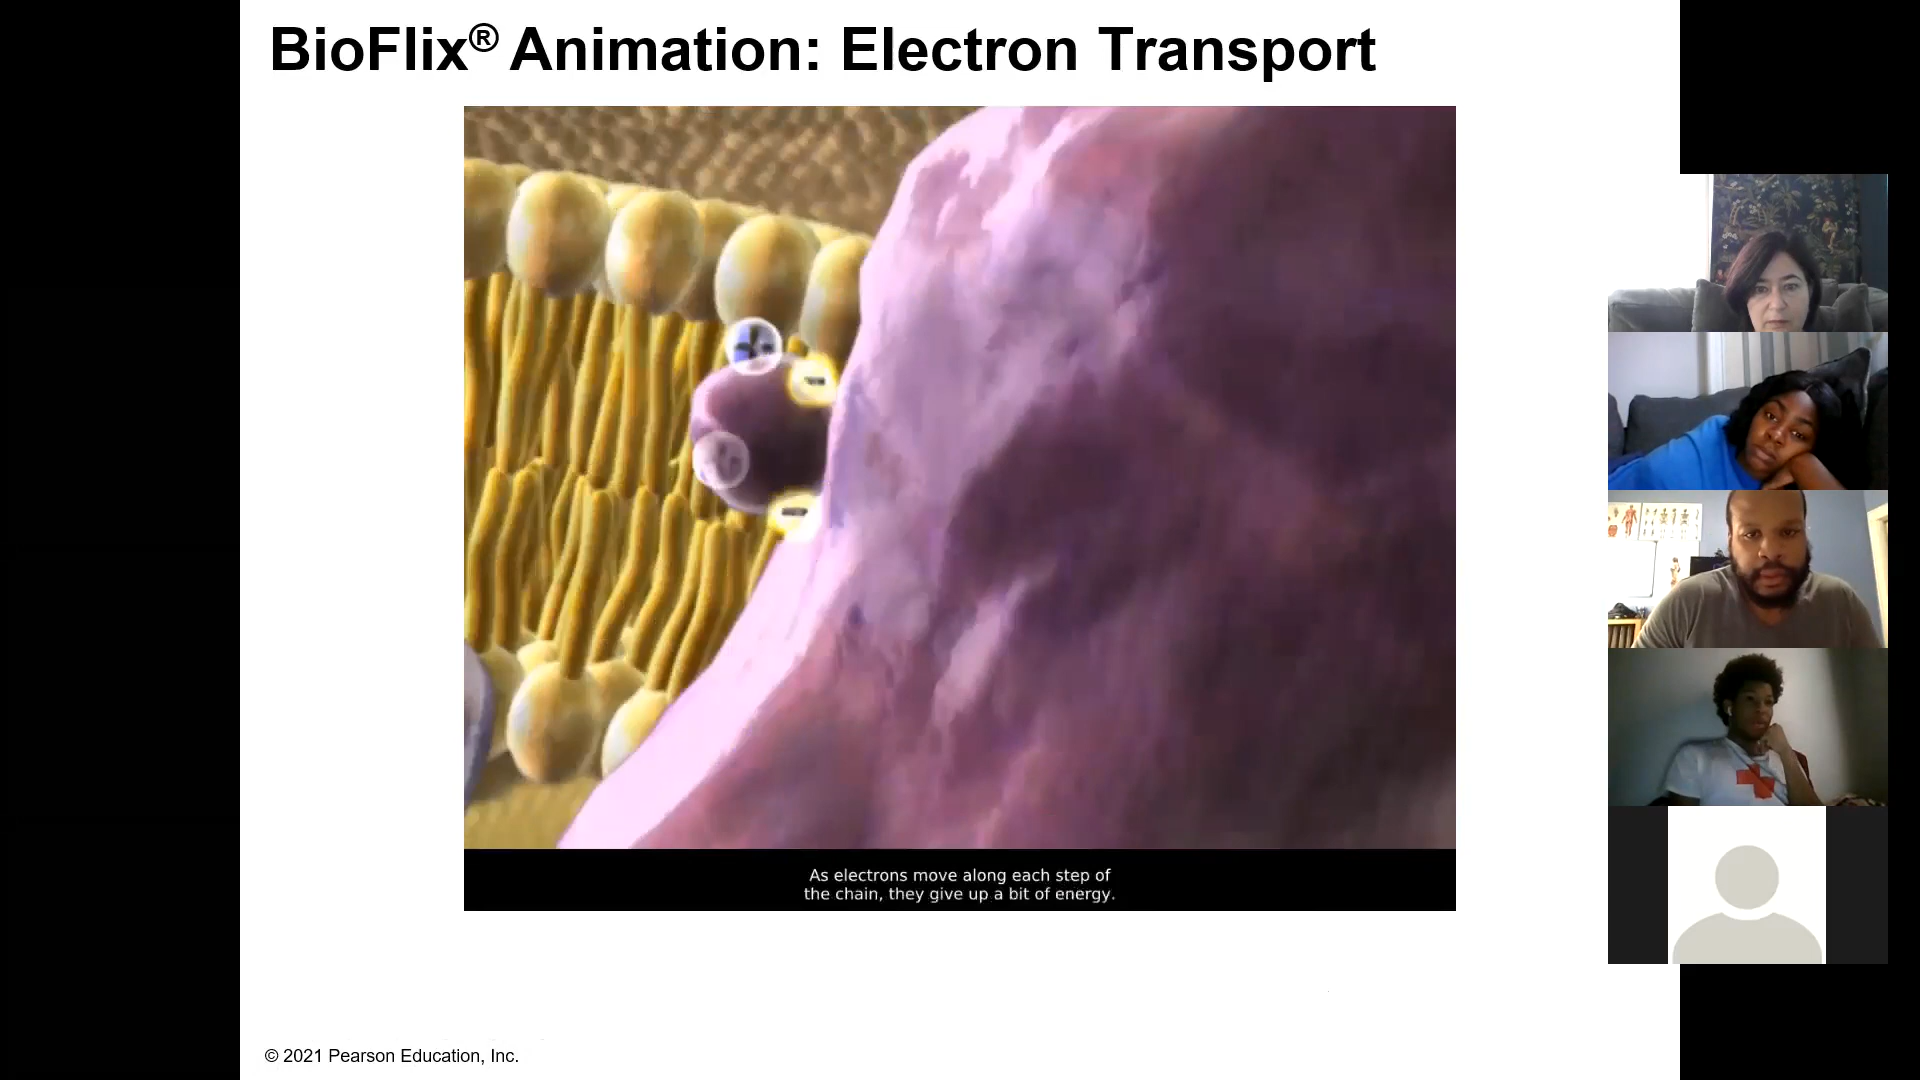 BioFlix® Animation: Electron Transport
As electrons move along each step of
the chain, they give up a bit of energy.
© 2021 Pearson Education, Inc.